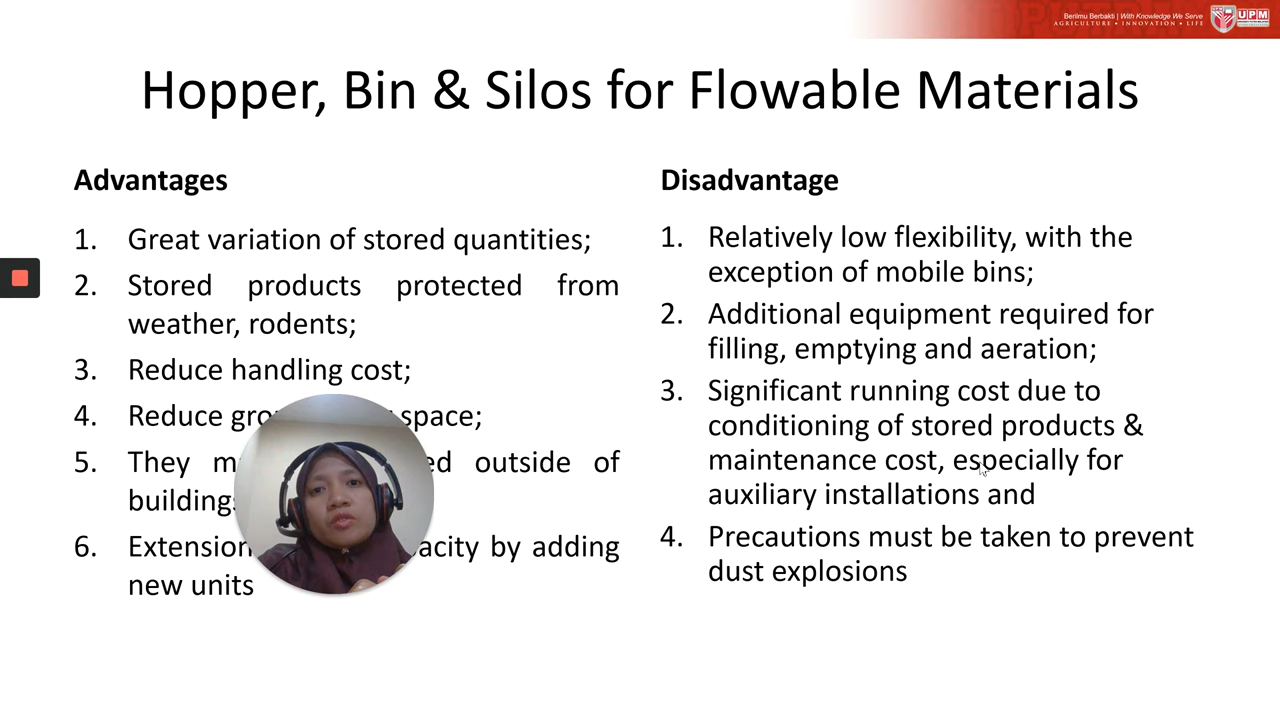 Berilmu Berbakti | With Knowledge We Serve
AGRICULTURE • INNOVATION • LIFE
UPM
Hopper, Bin & Silos for Flowable Materials
Advantages
1. Great variation of stored quantities;
2. Stored products protected from
weather, rodents;
3. Reduce handling cost;
4. Reduce space;
5. They outside of
6. Extension by adding
new units
Disadvantage
1. Relatively low flexibility, with the
exception of mobile bins;
2. Additional equipment required for
filling, emptying and aeration;
3. Significant running cost due to
conditioning of stored products &
maintenance cost, especially for
auxiliary installations and
4. Precautions must be taken to prevent
dust explosions